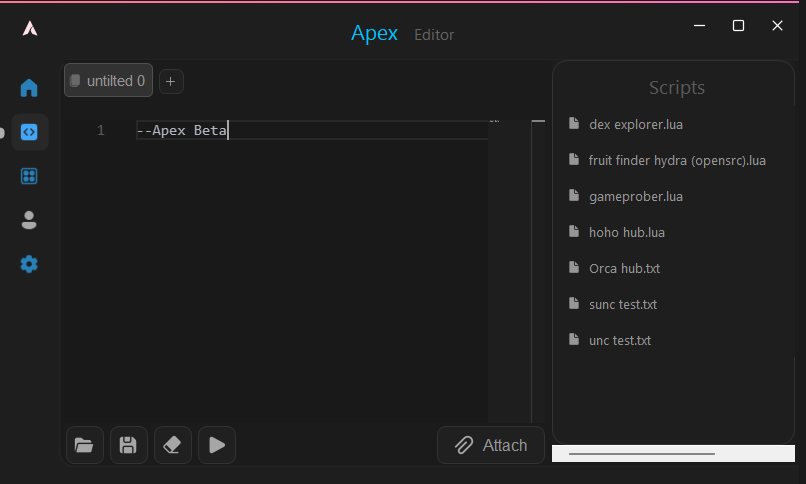 Apex Editor
untilted 0 +
1 --Apex Beta
Scripts
dex explorer.lua
fruit finder hydra (opensrc).lua
gameprober.lua
hoho hub.lua
Orca hub.txt
sunc test.txt
unc test.txt
Attach